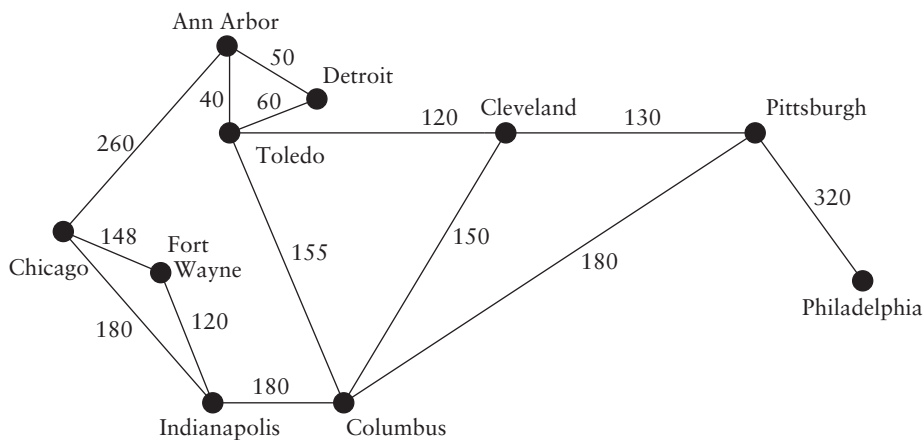 Ann Arbor
50
Detroit
40
60
Cleveland
Pittsburgh
120
130
Toledo
260
320
148
Fort
Wayne
155
150
180
Chicago
Philadelphia
180
120
180
Indianapolis
Columbus